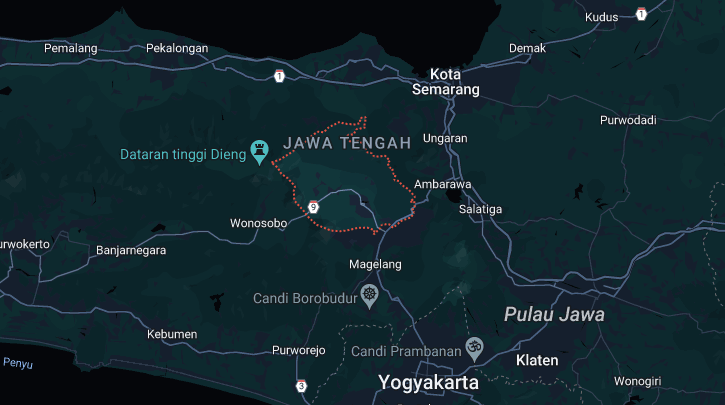 Kudus
1
Pemalang
Pekalongan
Demak
1
Kota
Semarang
Purwodadi
JAWA TENGAH
Ungaran
Dataran tinggi Dieng
Ambarawa
9
Salatiga
Wonosobo
urwokerto
Banjarnegara
Magelang
Candi Borobudur
Pulau Jawa
Kebumen
Purworejo
Candi Prambanan
Klaten
Penyu
3
Yogyakarta
Wonogiri